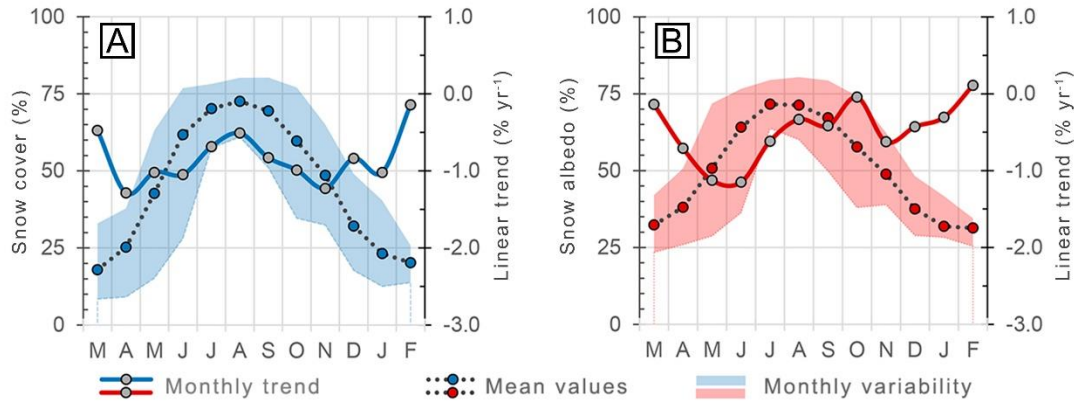 A
B
Snow cover (%)
100
75
50
25
0
1.0
0.0
-1.0
-2.0
-3.0
Linear trend (% yr⁻¹)
M A M J J A S O N D J F
Snow albedo (%)
100
75
50
25
0
1.0
0.0
-1.0
-2.0
-3.0
Linear trend (% yr⁻¹)
M A M J J A S O N D J F
Monthly trend
Mean values
Monthly variability